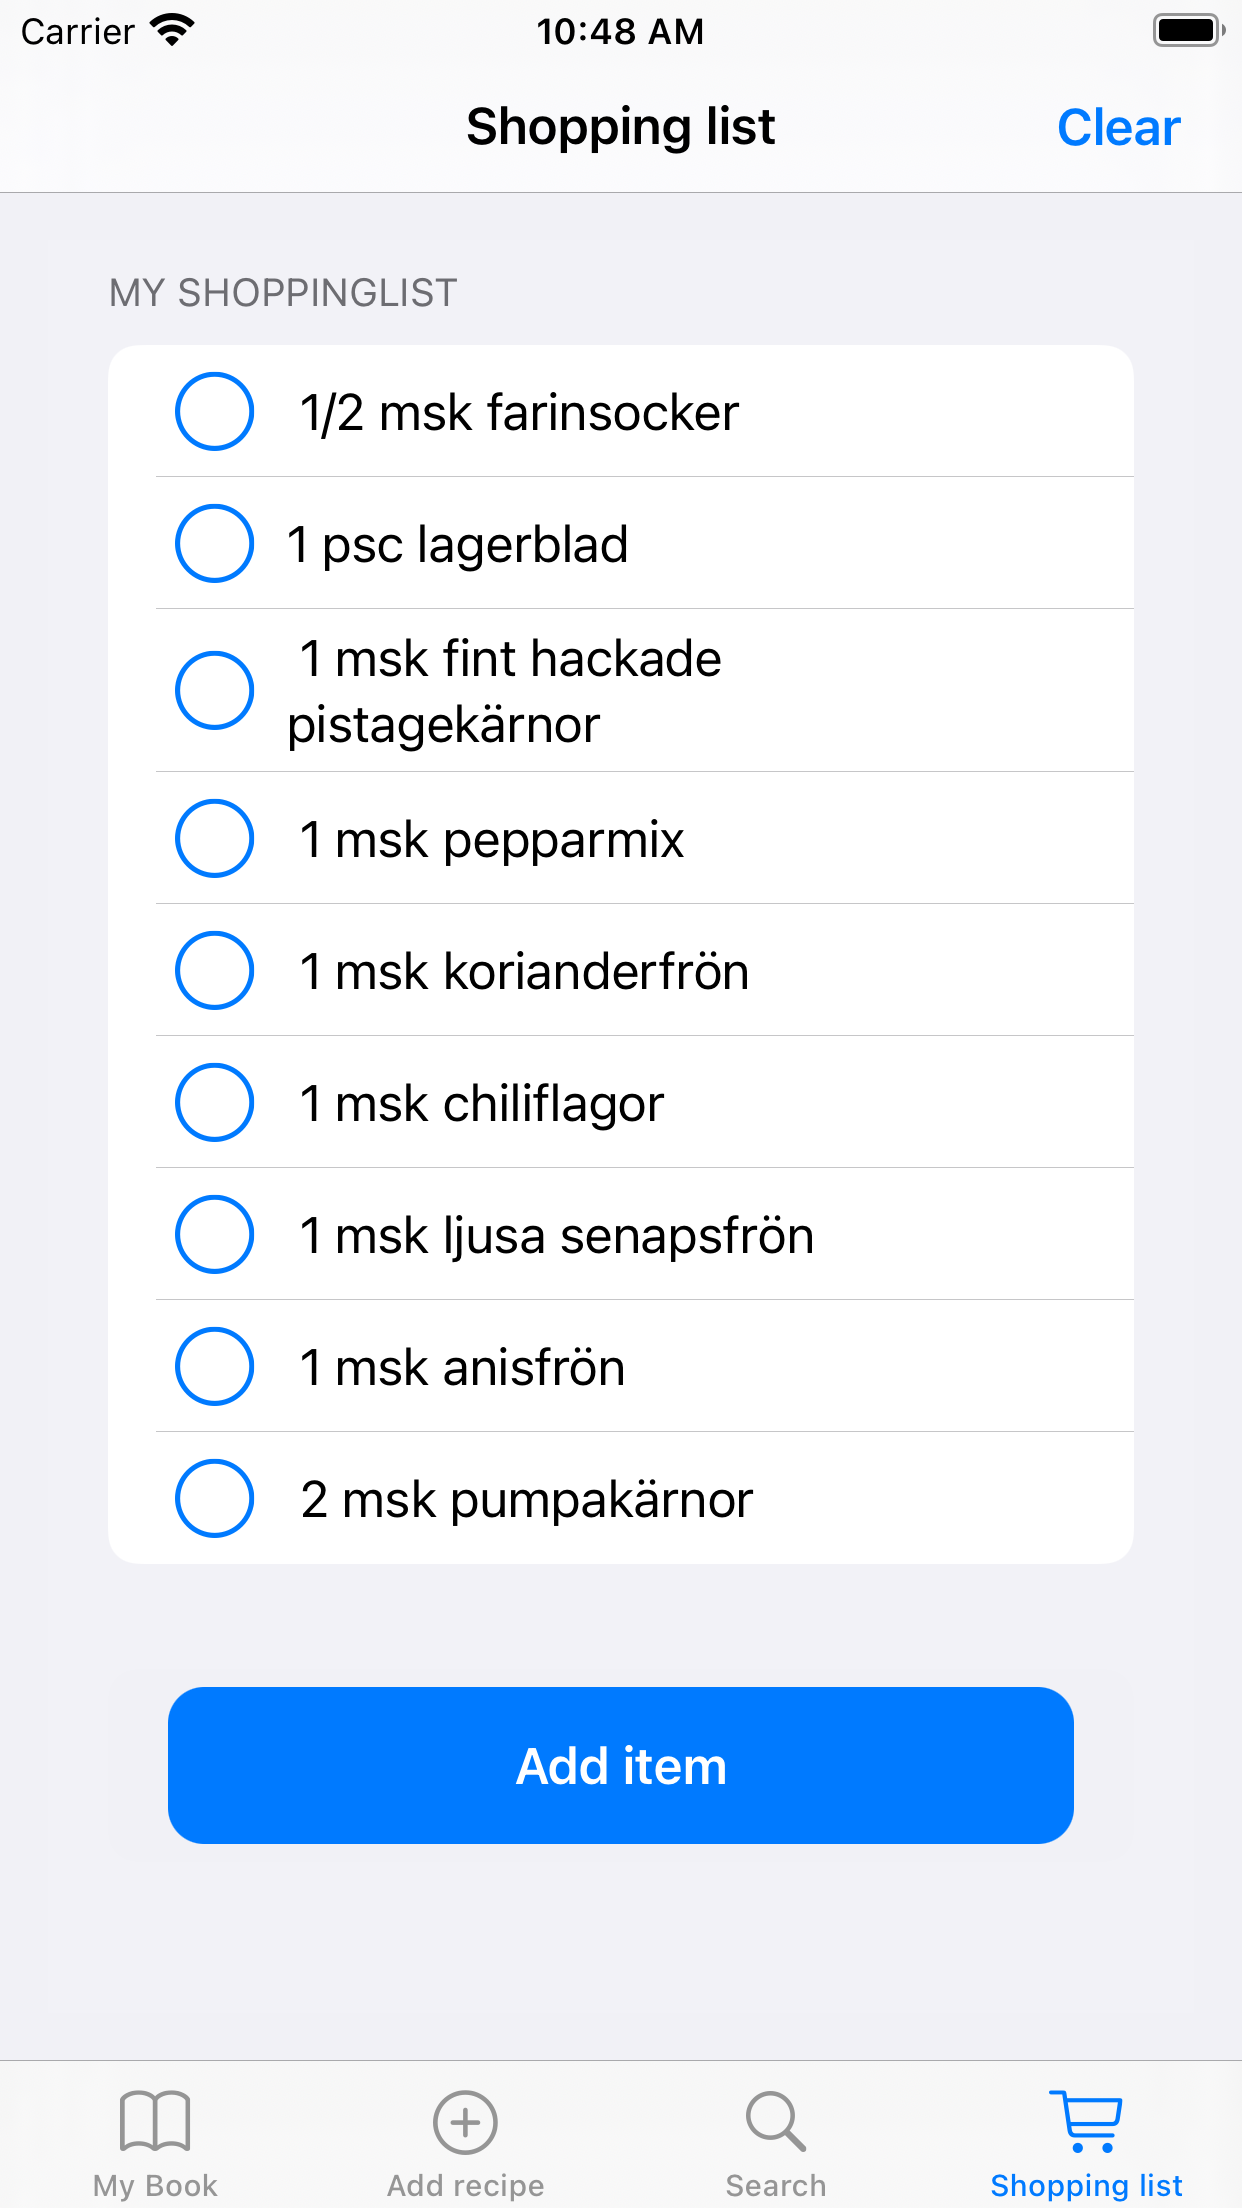 Carrier 10:48 AM
Shopping list Clear
MY SHOPPINGLIST
1/2 msk farinsocker
1 psc lagerblad
1 msk fint hackade
pistagekärnor
1 msk pepparmix
1 msk korianderfrön
1 msk chiliflagor
1 msk ljusa senapsfrön
1 msk anisfrön
2 msk pumpakärnor
Add item
My Book Add recipe Search Shopping list